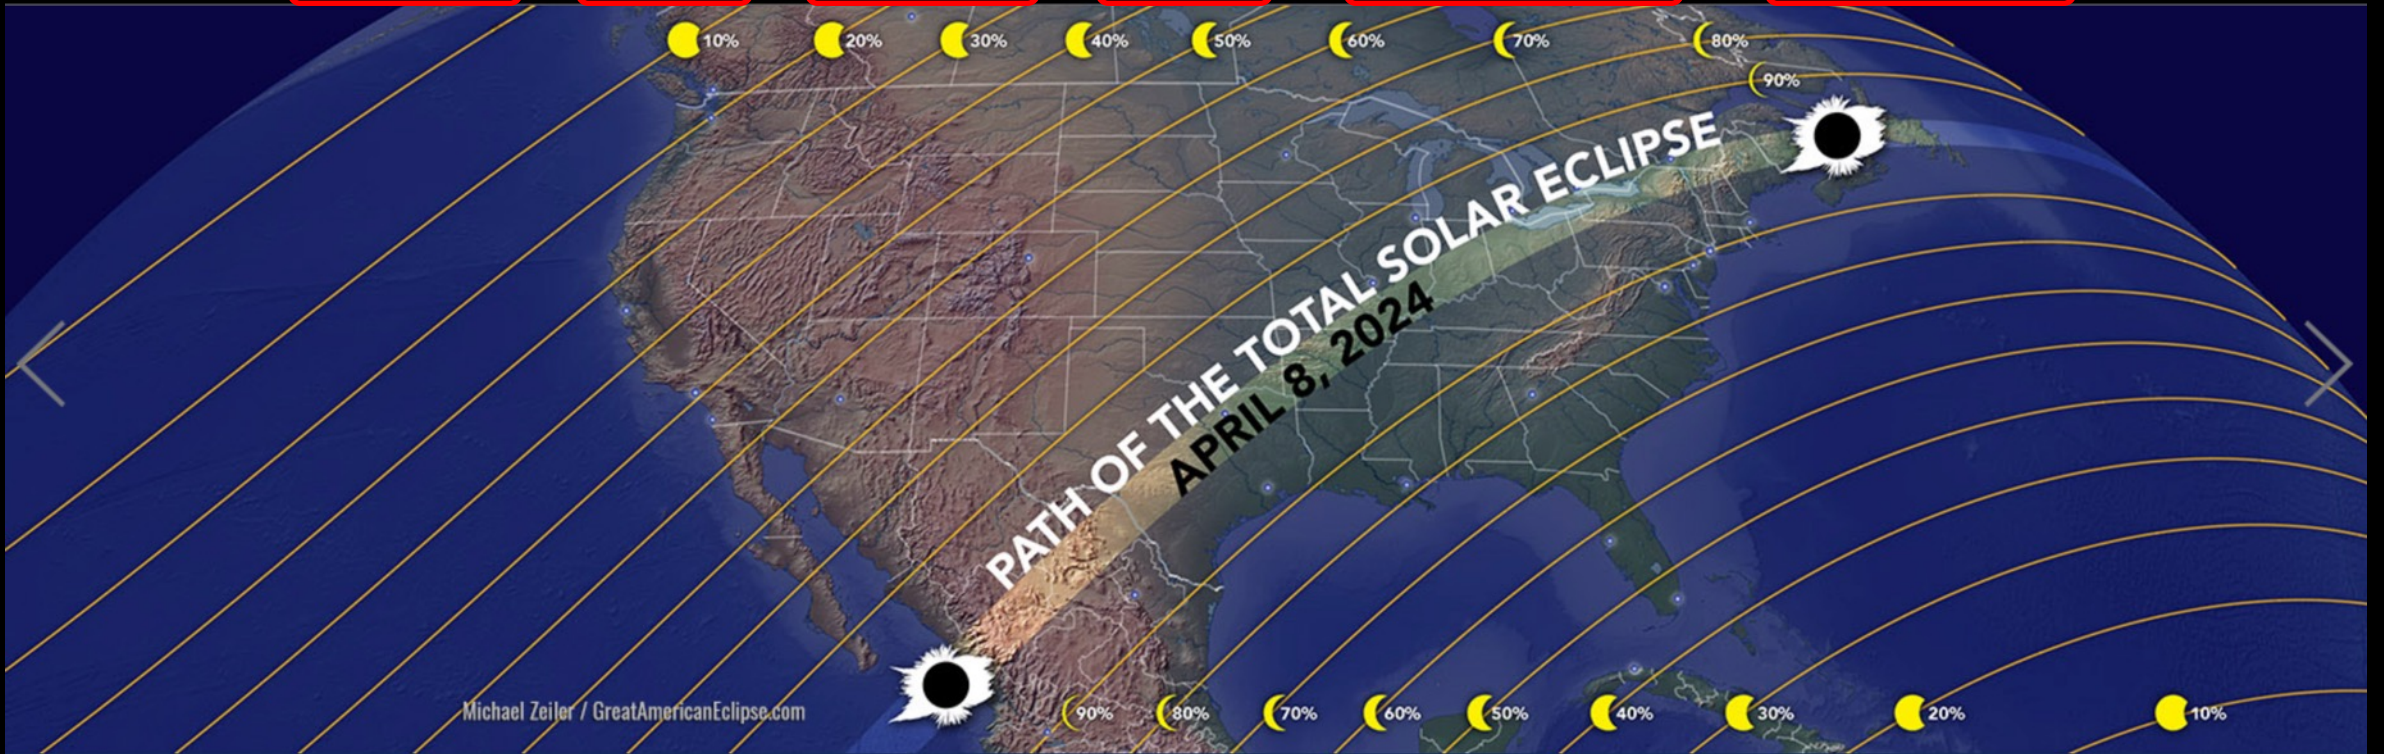 10% 20% 30% 40% 50% 60% 70% 80%
90%
PATH OF THE TOTAL SOLAR ECLIPSE
APRIL 8, 2024
Michael Zeiler / GreatAmericanEclipse.com
90% 80% 70% 60% 50% 40% 30% 20% 10%